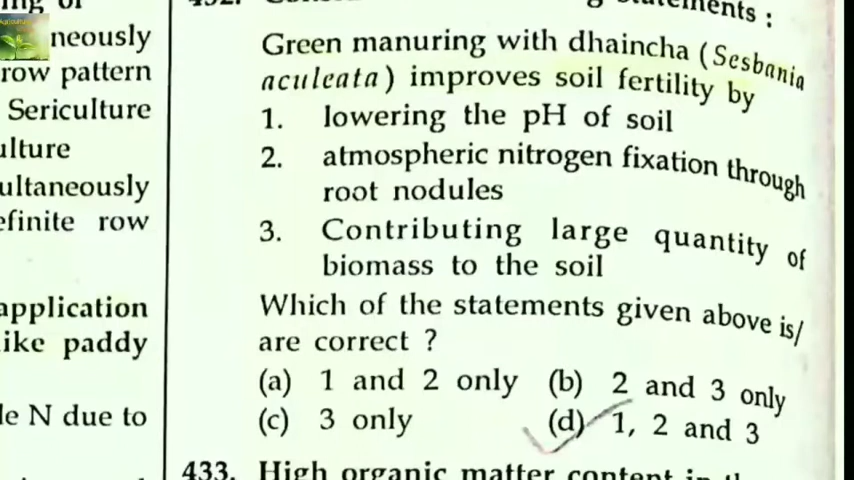 neously
row pattern
Sericulture
ulture
ultaneously
efinite row
application
ike paddy
le N due to
Statements :
Green manuring with dhaincha (Sesbania
aculeata) improves soil fertility by
1. lowering the pH of soil
2. atmospheric nitrogen fixation through
root nodules
3. Contributing large quantity of
biomass to the soil
Which of the statements given above is/
are correct ?
(a) 1 and 2 only (b) 2 and 3 only
(c) 3 only (d) 1, 2 and 3
433. High organic matter content in